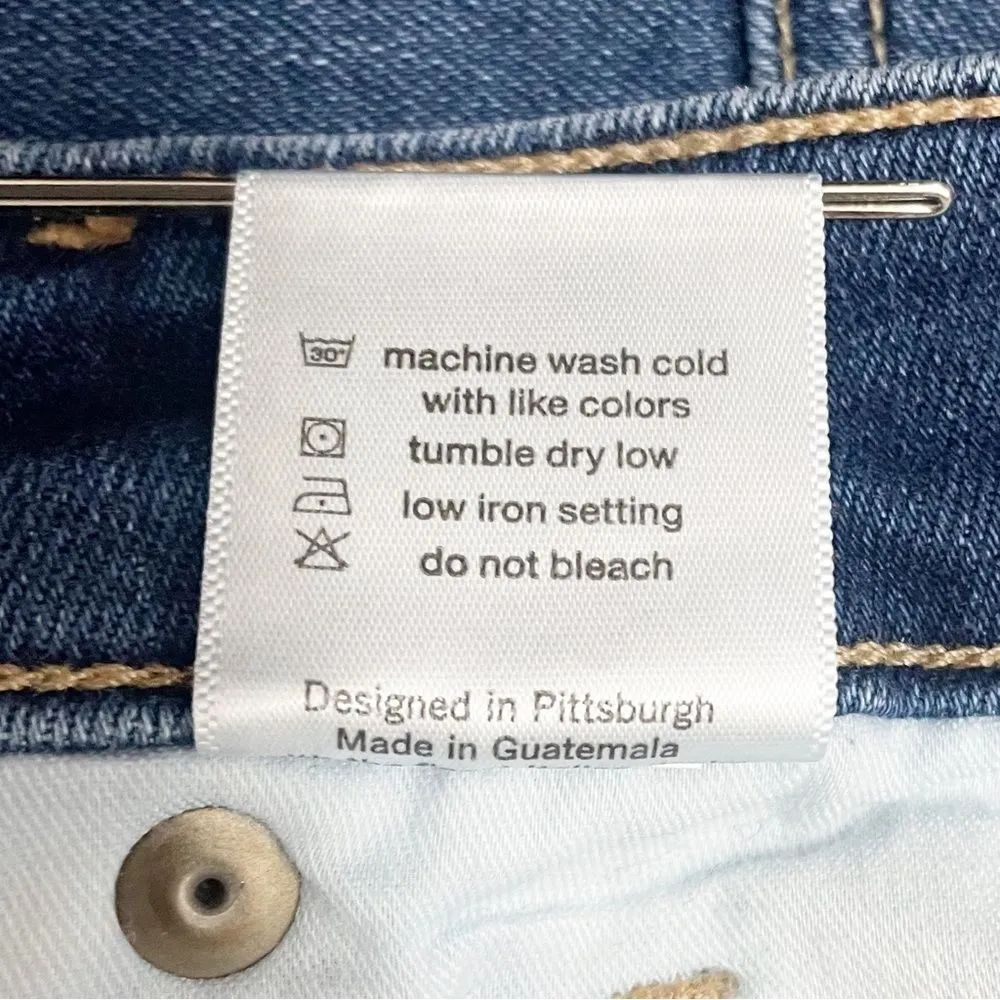 30° machine wash cold
with like colors
tumble dry low
low iron setting
do not bleach
Designed in Pittsburgh
Made in Guatemala